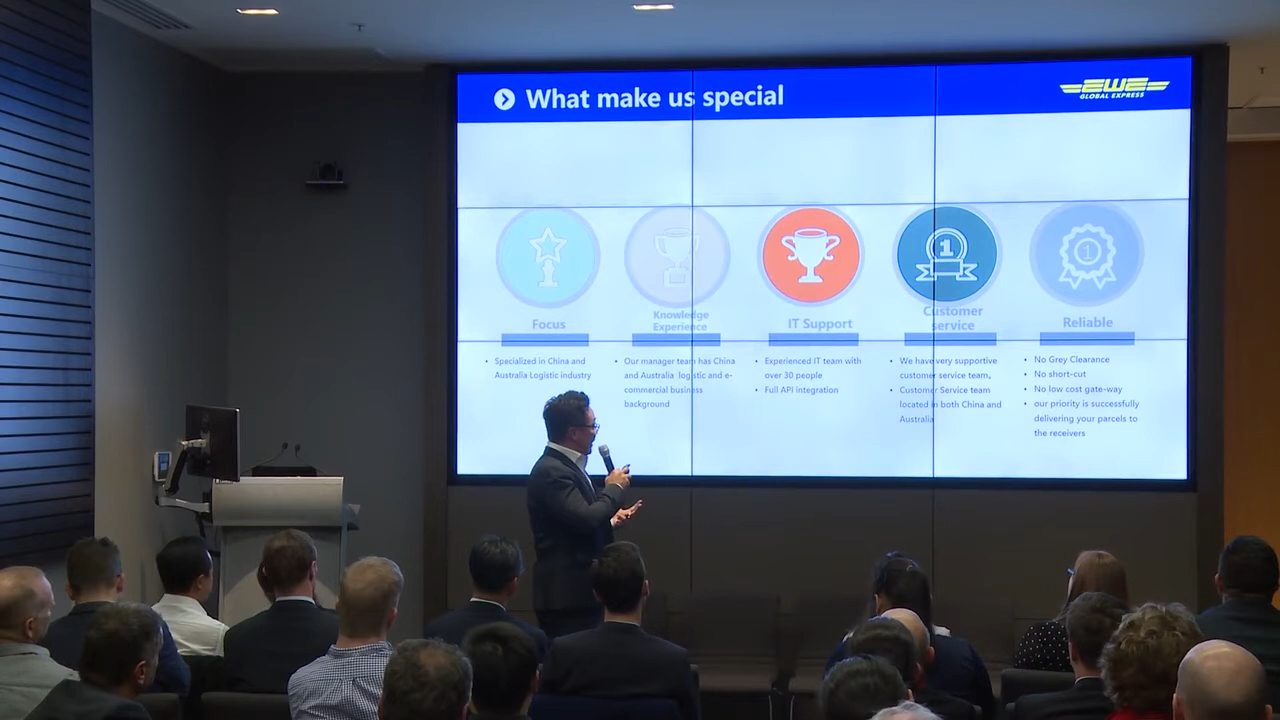 What make us special
EWE
GLOBAL EXPRESS
Focus
• Specialized in China and
Australia Logistic industry
Knowledge
Experience
• Our manager team has China
and Australia logistic and e-
commercial business
background
IT Support
• Experienced IT team with
over 30 people
• Full API integration
Customer
service
• We have very supportive
customer service team,
• Customer Service team
located in both China and
Australia
Reliable
• No Grey Clearance
• No short-cut
• No low cost gate-way
• our priority is successfully
delivering your parcels to
the receivers
1
1